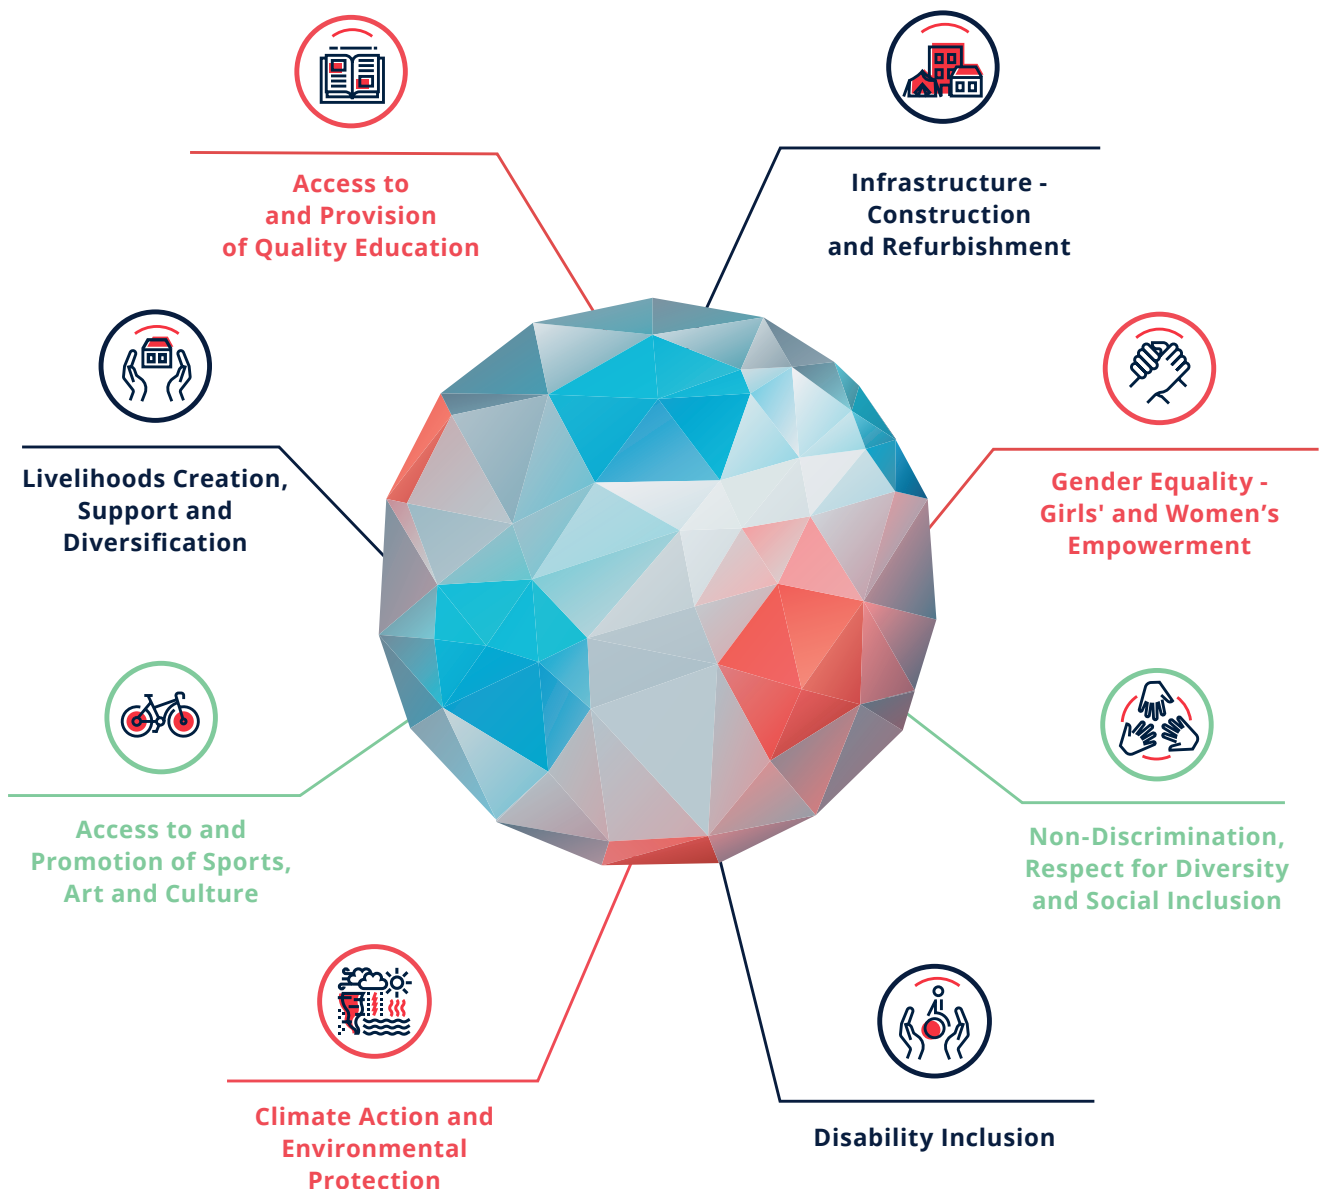 Access to
and Provision
of Quality Education
Infrastructure -
Construction
and Refurbishment
Livelihoods Creation,
Support and
Diversification
Gender Equality -
Girls' and Women’s
Empowerment
Access to and
Promotion of Sports,
Art and Culture
Non-Discrimination,
Respect for Diversity
and Social Inclusion
Climate Action and
Environmental
Protection
Disability Inclusion